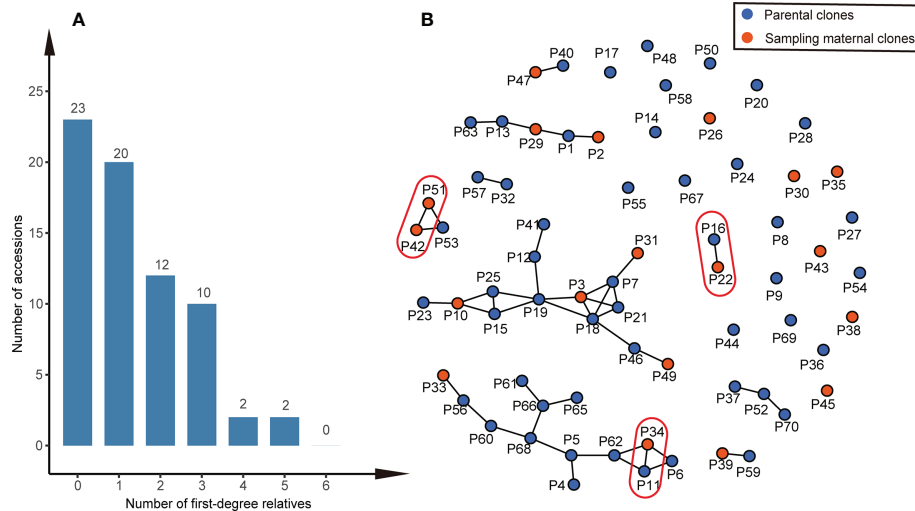 A
B
Parental clones
Sampling maternal clones
Number of accessions
25
20
15
10
5
0
23
20
12
10
2
2
0
0
1
2
3
4
5
6
Number of first-degree relatives
P40
P17
P48
P50
P47
P58
P20
P63
P13
P29
P1
P2
P14
P26
P28
P24
P57
P32
P55
P67
P30
P35
P51
P42
P53
P41
P12
P31
P16
P22
P8
P27
P43
P54
P25
P3
P7
P23
P10
P15
P19
P18
P21
P9
P38
P44
P69
P36
P46
P49
P33
P56
P61
P66
P65
P60
P68
P5
P62
P34
P4
P11
P6
P37
P52
P70
P45
P39
P59